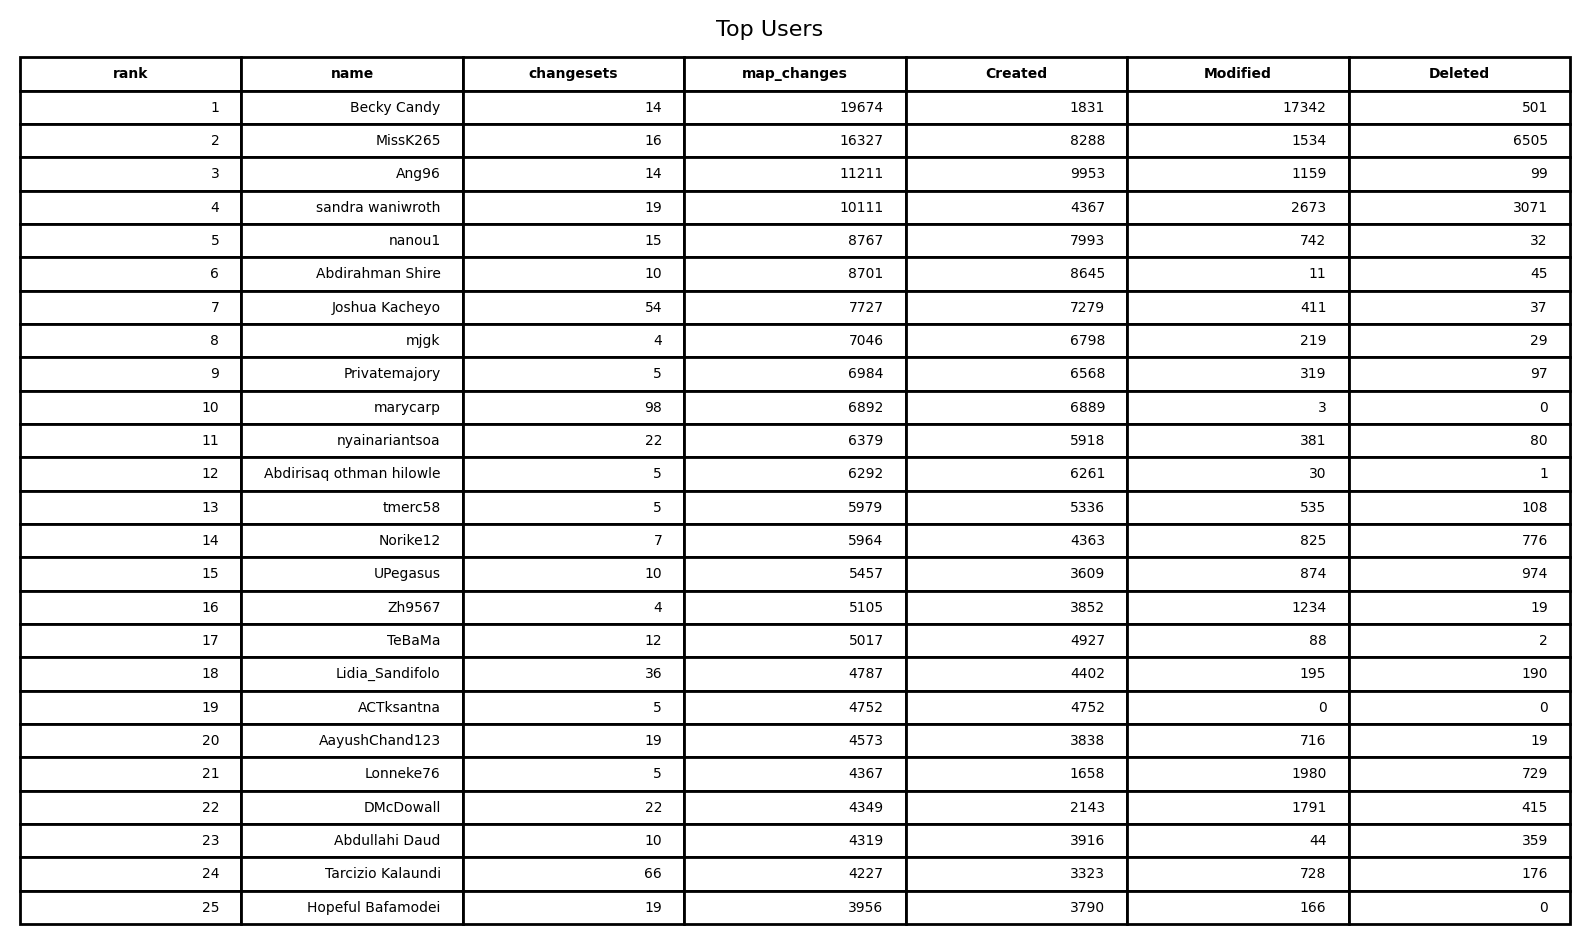 Top Users
rank name changesets map_changes Created Modified Deleted
1 Becky Candy 14 19674 1831 17342 501
2 MissK265 16 16327 8288 1534 6505
3 Ang96 14 11211 9953 1159 99
4 sandra waniwroth 19 10111 4367 2673 3071
5 nanou1 15 8767 7993 742 32
6 Abdirahman Shire 10 8701 8645 11 45
7 Joshua Kacheyo 54 7727 7279 411 37
8 mjgk 4 7046 6798 219 29
9 Privatemajory 5 6984 6568 319 97
10 marycarp 98 6892 6889 3 0
11 nyainariantsoa 22 6379 5918 381 80
12 Abdirisaq othman hilowle 5 6292 6261 30 1
13 tmerc58 5 5979 5336 535 108
14 Norike12 7 5964 4363 825 776
15 UPegasus 10 5457 3609 874 974
16 Zh9567 4 5105 3852 1234 19
17 TeBaMa 12 5017 4927 88 2
18 Lidia_Sandifolo 36 4787 4402 195 190
19 ACTksantna 5 4752 4752 0 0
20 AayushChand123 19 4573 3838 716 19
21 Lonneke76 5 4367 1658 1980 729
22 DMcDowall 22 4349 2143 1791 415
23 Abdullahi Daud 10 4319 3916 44 359
24 Tarcizio Kalaundi 66 4227 3323 728 176
25 Hopeful Bafamodei 19 3956 3790 166 0